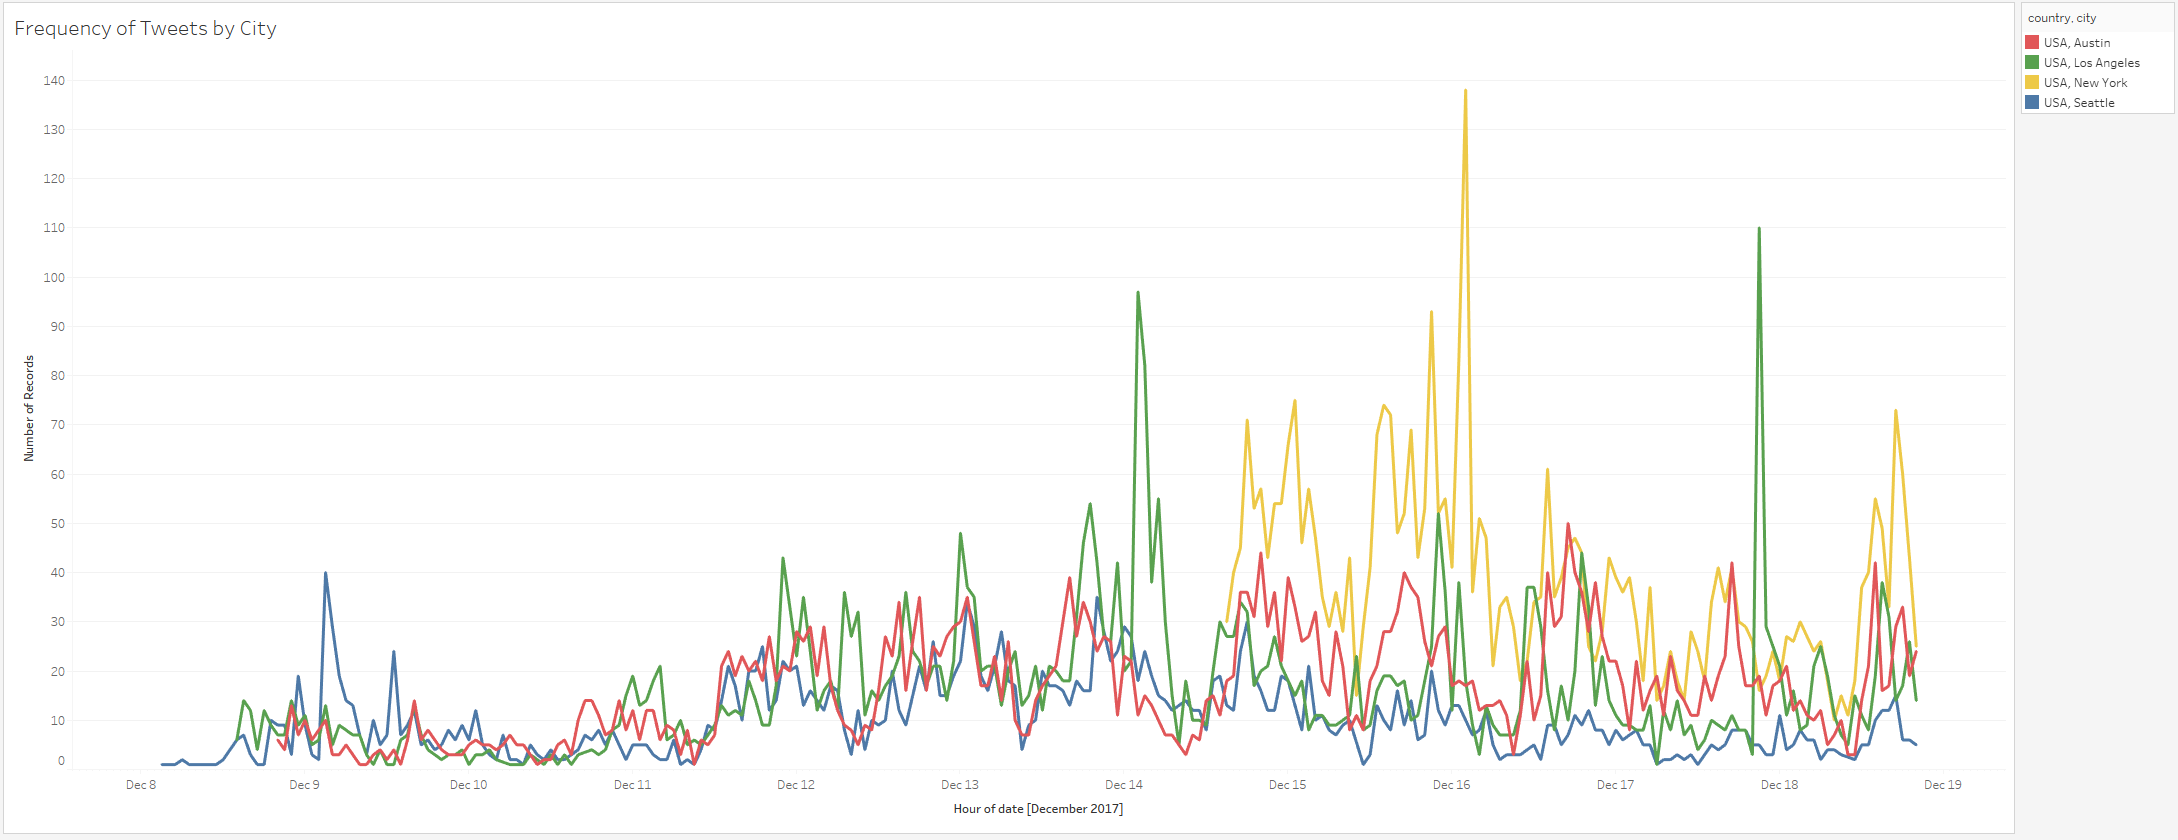 Frequency of Tweets by City
country, city
USA, Austin
USA, Los Angeles
USA, New York
USA, Seattle
140
130
120
110
100
90
80
70
60
50
40
30
20
10
0
Number of Records
Dec 8 Dec 9 Dec 10 Dec 11 Dec 12 Dec 13 Dec 14 Dec 15 Dec 16 Dec 17 Dec 18 Dec 19
Hour of date [December 2017]